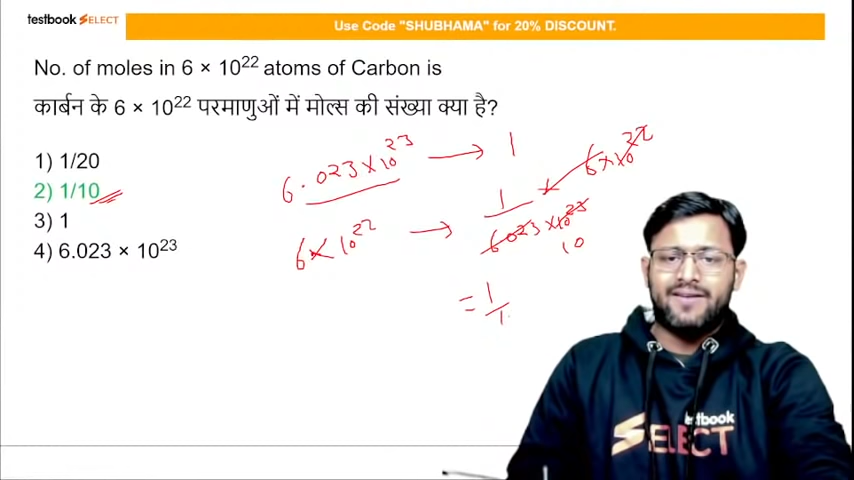 testbook SELECT
Use Code "SHUBHAMA" for 20% DISCOUNT.
No. of moles in 6 × 10²² atoms of Carbon is
कार्बन के 6 × 10²² परमाणुओं में मोल्स की संख्या क्या है?
1) 1/20
2) 1/10
3) 1
4) 6.023 × 10²³
6.023×10²³ → 1
6×10²² → 1/6.023×10²³ × 6×10²²
10
= 1/1
testbook
SELECT